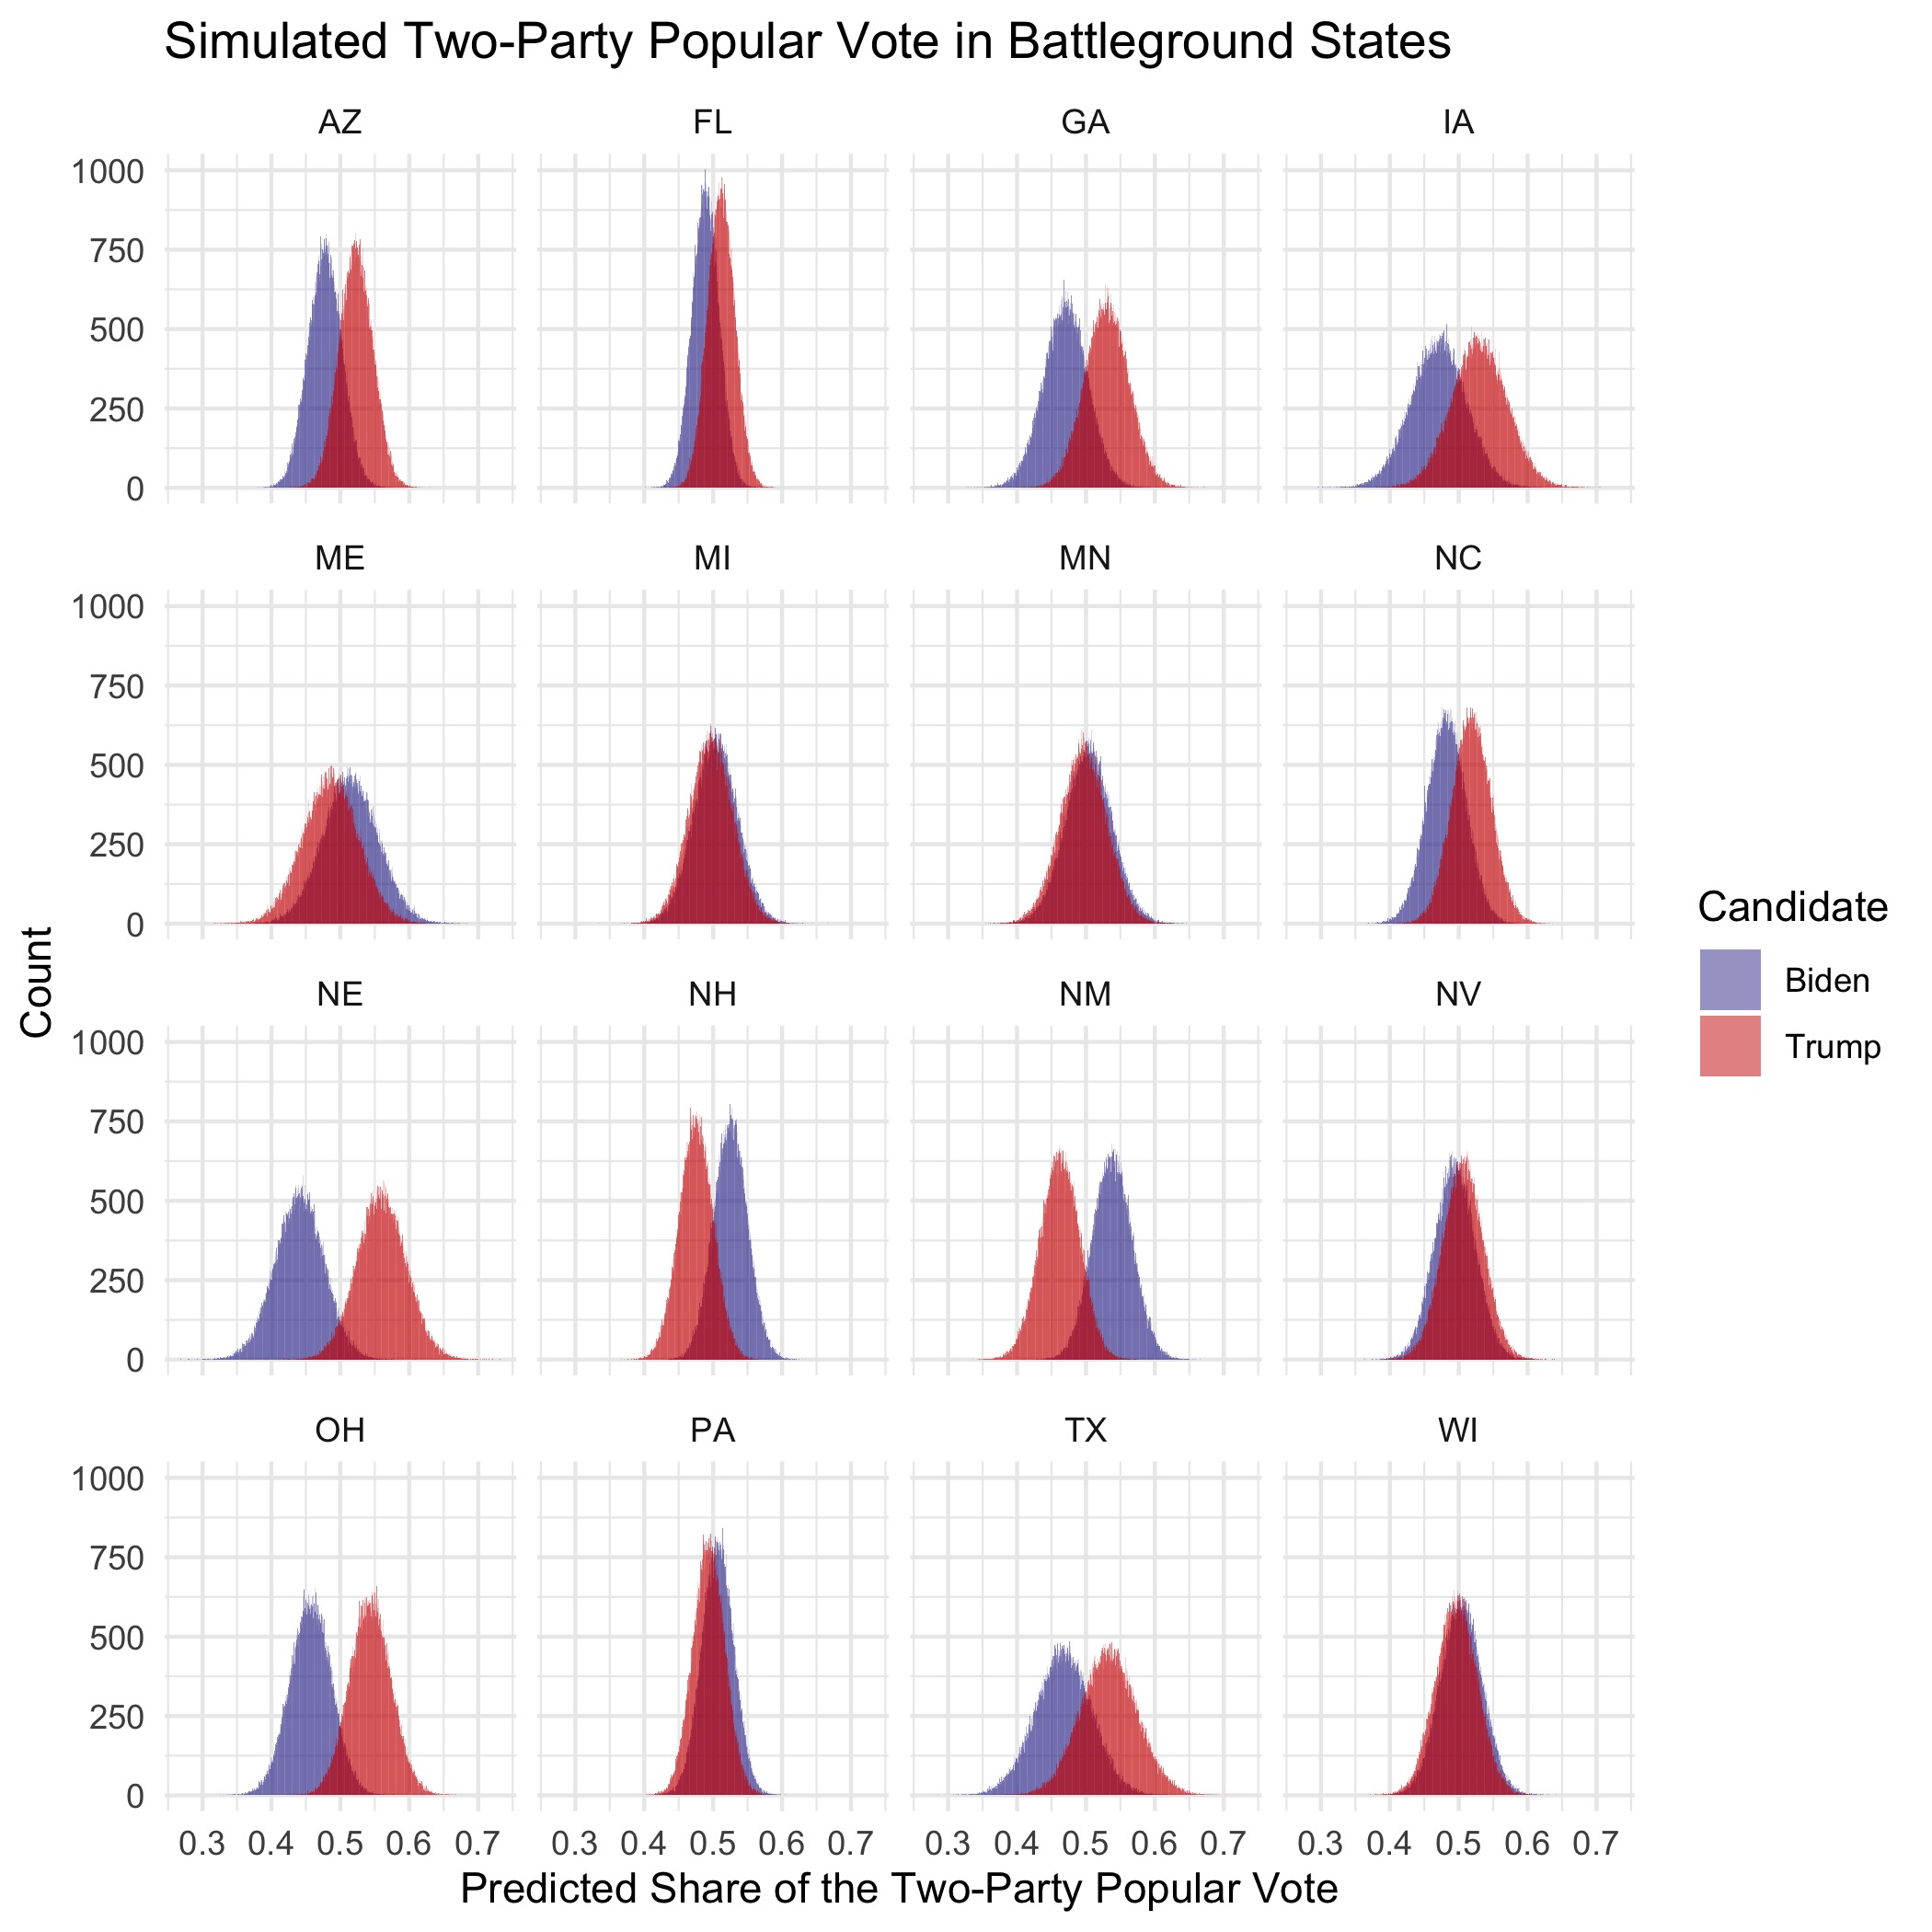 Simulated Two-Party Popular Vote in Battleground States
AZ FL GA IA
1000
750
500
250
0
ME MI MN NC
1000
750
500
250
0
NE NH NM NV
1000
750
500
250
0
OH PA TX WI
1000
750
500
250
0
0.3 0.4 0.5 0.6 0.7 0.3 0.4 0.5 0.6 0.7 0.3 0.4 0.5 0.6 0.7 0.3 0.4 0.5 0.6 0.7
Predicted Share of the Two-Party Popular Vote
Count
Candidate
Biden
Trump